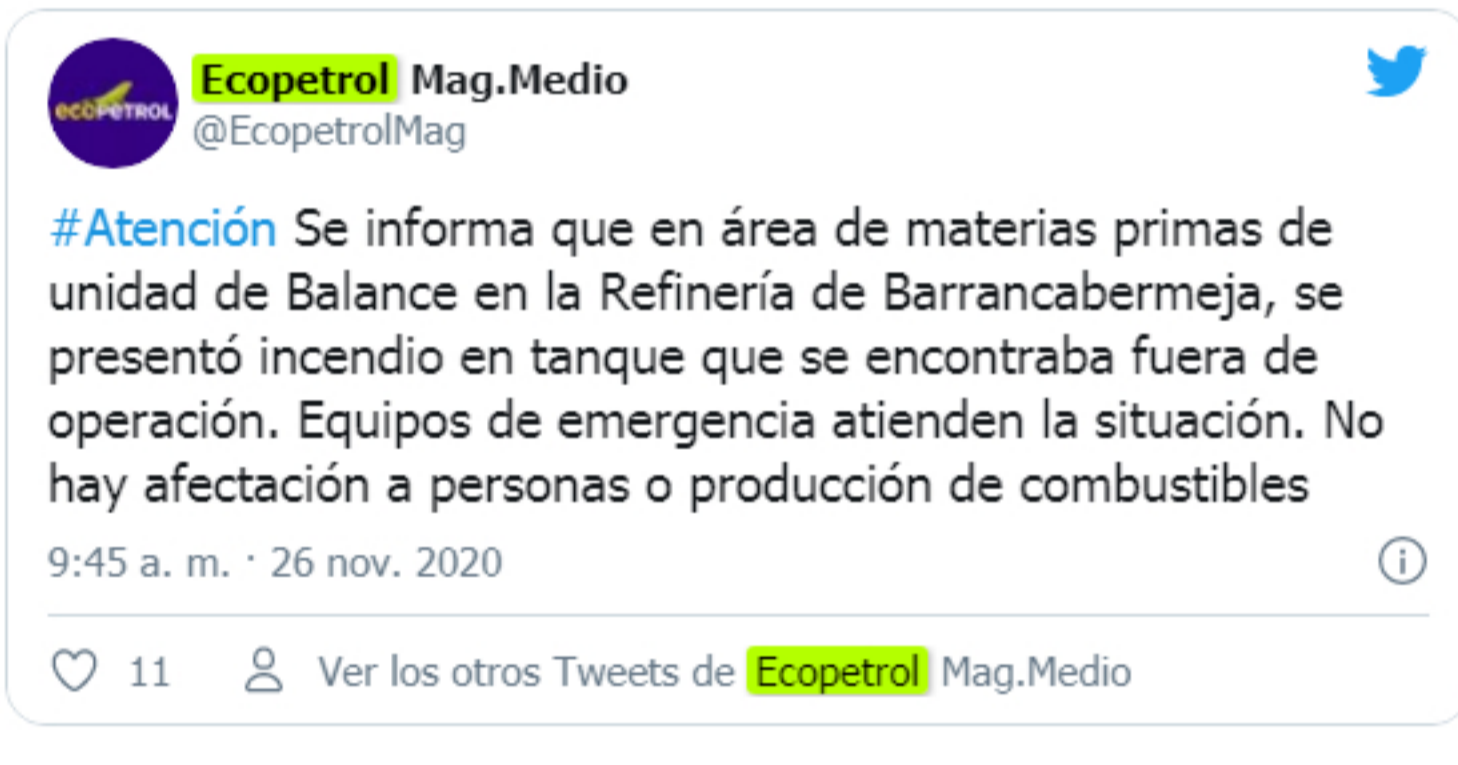 ecoPETROL
Ecopetrol Mag.Medio
@EcopetrolMag
#Atención Se informa que en área de materias primas de
unidad de Balance en la Refinería de Barrancabermeja, se
presentó incendio en tanque que se encontraba fuera de
operación. Equipos de emergencia atienden la situación. No
hay afectación a personas o producción de combustibles
9:45 a. m. · 26 nov. 2020
11 Ver los otros Tweets de Ecopetrol Mag.Medio